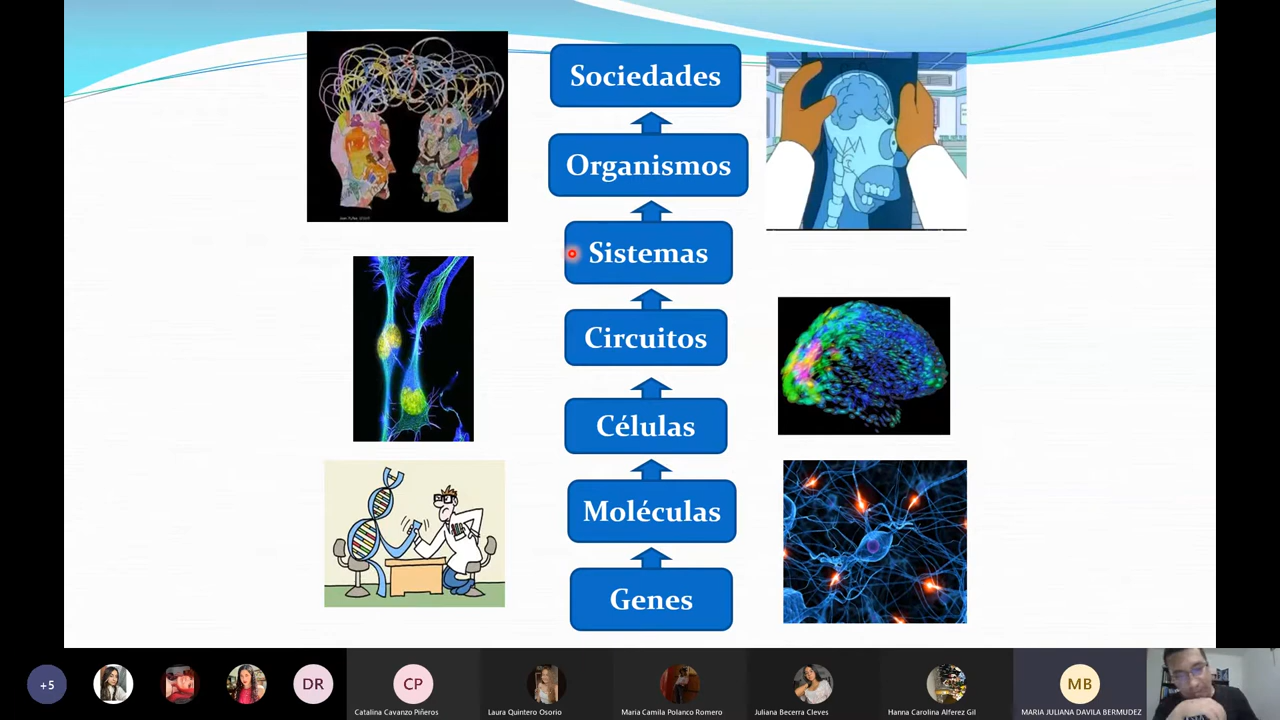 Sociedades
Organismos
Sistemas
Circuitos
Células
Moléculas
Genes
+5
DR
CP
MB
Catalina Cavanzo Piñeros
Laura Quintero Osorio
Maria Camila Polanco Romero
Juliana Becerra Cleves
Hanna Carolina Alferez Gil
MARIA JULIANA DAVILA BERMUDEZ